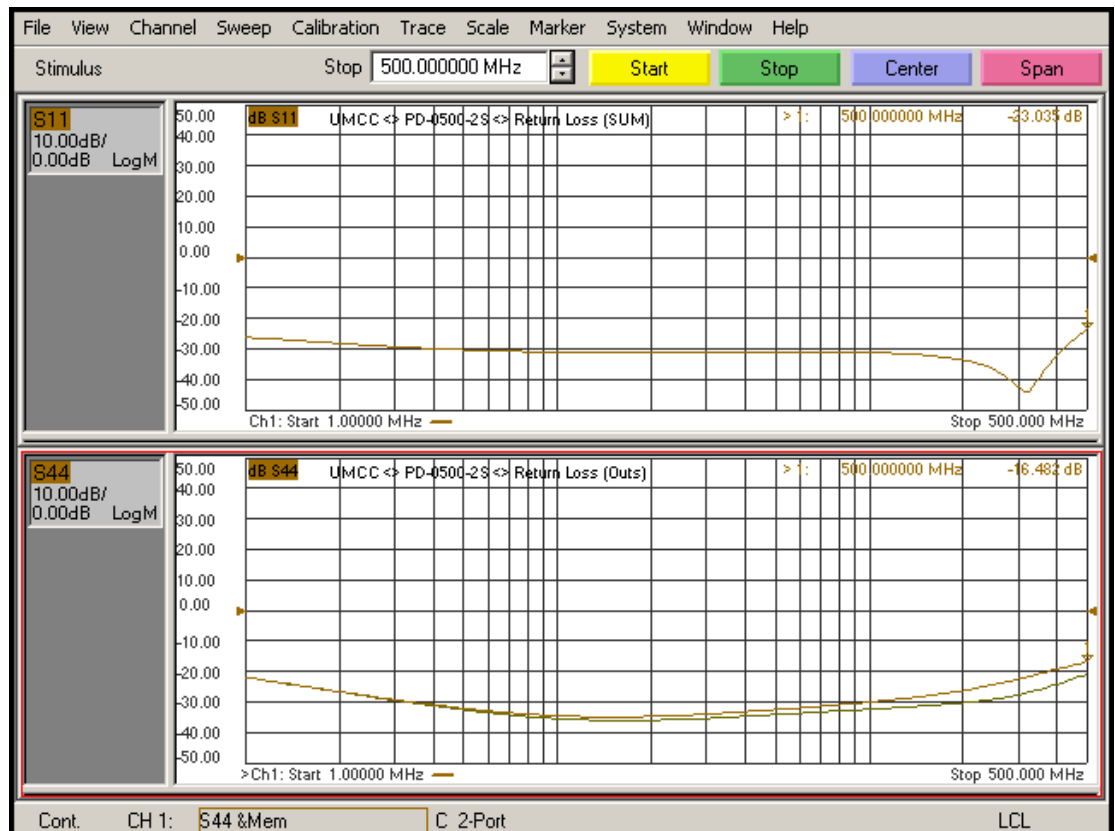 File View Channel Sweep Calibration Trace Scale Marker System Window Help
Stimulus Stop 500.000000 MHz Start Stop Center Span
S11
10.00dB/
0.00dB LogM
50.00
40.00
30.00
20.00
10.00
0.00
-10.00
-20.00
-30.00
-40.00
-50.00
dB S11 UMCC <> PD-0500-2S <> Return Loss (SUM) > 1: 500.000000 MHz -23.035 dB
1
Ch1: Start 1.00000 MHz Stop 500.000 MHz
S44
10.00dB/
0.00dB LogM
50.00
40.00
30.00
20.00
10.00
0.00
-10.00
-20.00
-30.00
-40.00
-50.00
dB S44 UMCC <> PD-0500-2S <> Return Loss (Outs) > 1: 500.000000 MHz -16.482 dB
1
>Ch1: Start 1.00000 MHz Stop 500.000 MHz
Cont. CH 1: S44 &Mem C 2-Port LCL